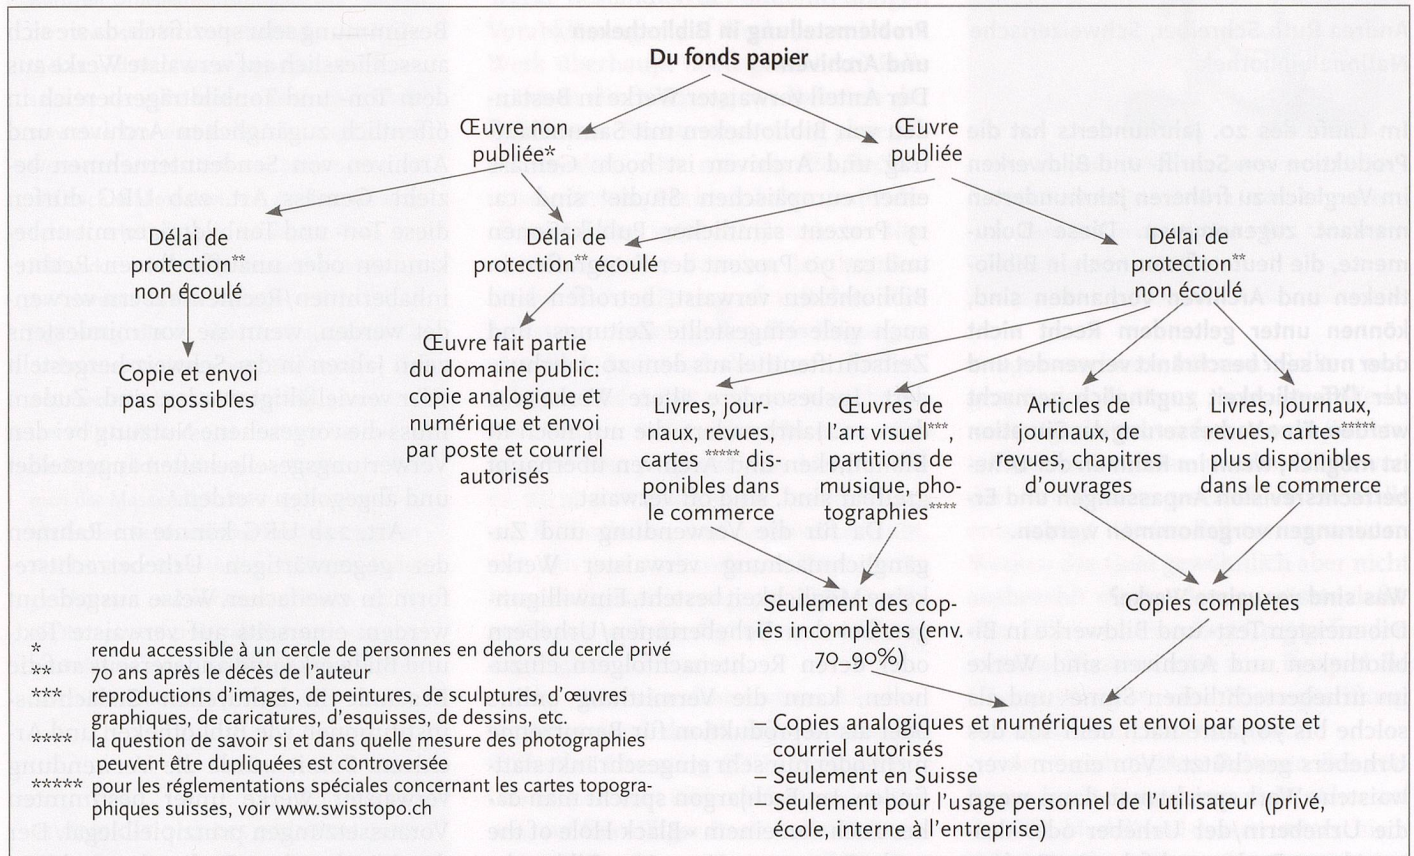 Du fonds papier
Œuvre non
publiée*
Œuvre
publiée
Délai de
protection**
non écoulé
Délai de
protection** écoulé
Délai de
protection**
non écoulé
Copie et envoi
pas possibles
Œuvre fait partie
du domaine public:
copie analogique et
numérique et envoi
par poste et courriel
autorisés
Livres, jour-
naux, revues,
cartes **** dis-
ponibles dans
le commerce
Œuvres de
l'art visuel***,
partitions de
musique, pho-
tographies****
Articles de
journaux, de
revues, chapitres
d'ouvrages
Livres, journaux,
revues, cartes*****
plus disponibles
dans le commerce
Seulement des cop-
ies incomplètes (env.
70–90%)
Copies complètes
– Copies analogiques et numériques et envoi par poste et
courriel autorisés
– Seulement en Suisse
– Seulement pour l'usage personnel de l'utilisateur (privé,
école, interne à l'entreprise)
* rendu accessible à un cercle de personnes en dehors du cercle privé
** 70 ans après le décès de l'auteur
*** reproductions d'images, de peintures, de sculptures, d'œuvres
graphiques, de caricatures, d'esquisses, de dessins, etc.
**** la question de savoir si et dans quelle mesure des photographies
peuvent être dupliquées est controversée
***** pour les réglementations spéciales concernant les cartes topogra-
phiques suisses, voir www.swisstopo.ch